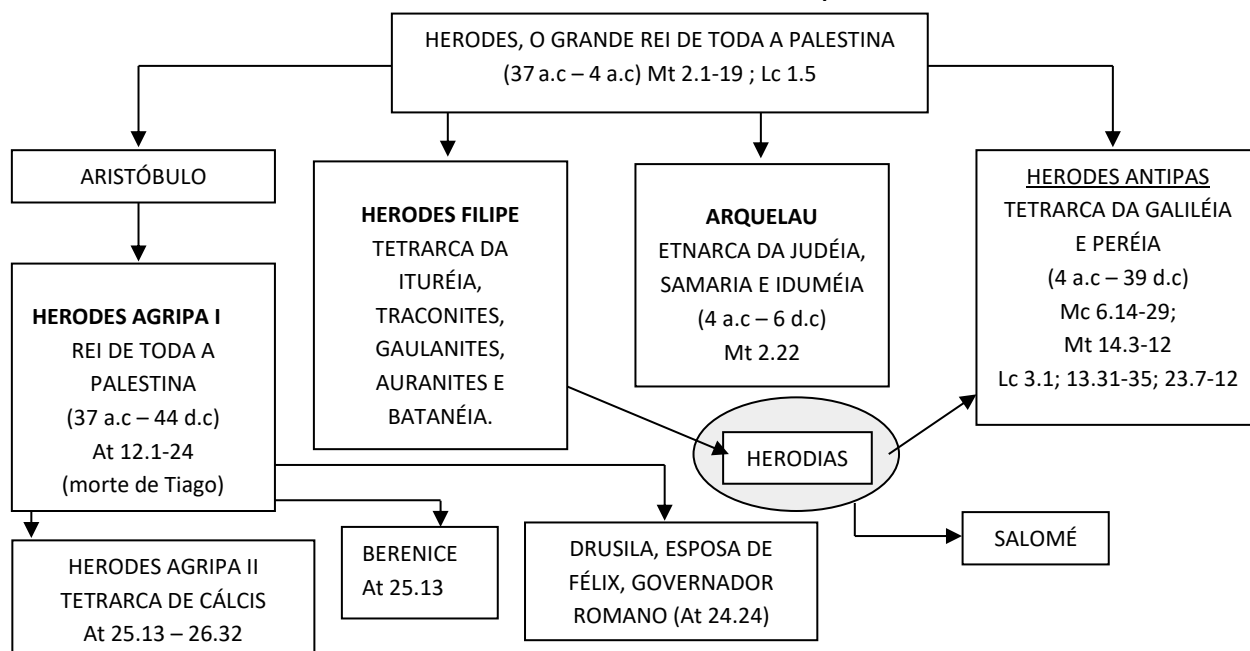 HERODES, O GRANDE REI DE TODA A PALESTINA
(37 a.c – 4 a.c) Mt 2.1-19 ; Lc 1.5
ARISTÓBULO
HERODES FILIPE
TETRARCA DA
ITURÉIA,
TRACONITES,
GAULANITES,
AURANITES E
BATANÉIA.
ARQUELAU
ETNARCA DA JUDÉIA,
SAMARIA E IDUMÉIA
(4 a.c – 6 d.c)
Mt 2.22
HERODES ANTIPAS
TETRARCA DA GALILÉIA
E PERÉIA
(4 a.c – 39 d.c)
Mc 6.14-29;
Mt 14.3-12
Lc 3.1; 13.31-35; 23.7-12
HERODES AGRIPA I
REI DE TODA A
PALESTINA
(37 a.c – 44 d.c)
At 12.1-24
(morte de Tiago)
HERODIAS
HERODES AGRIPA II
TETRARCA DE CÁLCIS
At 25.13 – 26.32
BERENICE
At 25.13
DRUSILA, ESPOSA DE
FÉLIX, GOVERNADOR
ROMANO (At 24.24)
SALOMÉ